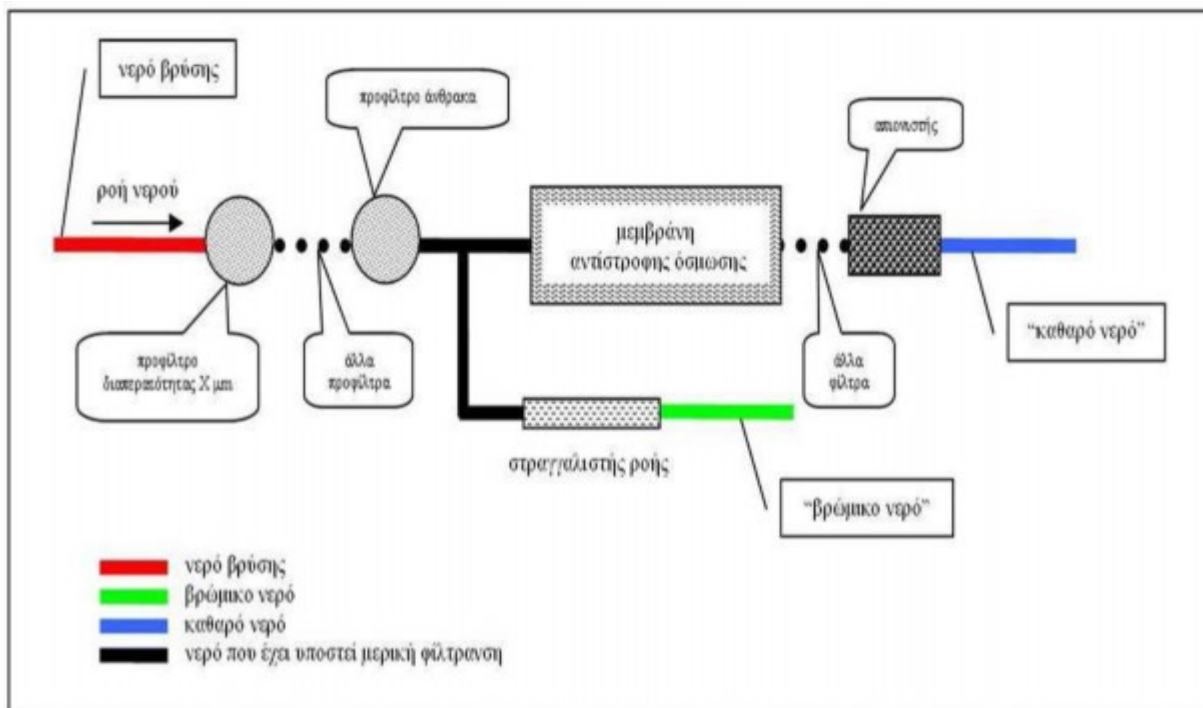 νερό βρύσης
προφίλτρο άνθρακα
απιονιστής
ροή νερού
μεμβράνη
αντίστροφης όσμωσης
"καθαρό νερό"
προφίλτρο
διαπερατότητας X μm
άλλα
προφίλτρα
άλλα
φίλτρα
στραγγαλιστής ροής
"βρώμικο νερό"
νερό βρύσης
βρώμικο νερό
καθαρό νερό
νερό που έχει υποστεί μερική φίλτρανση